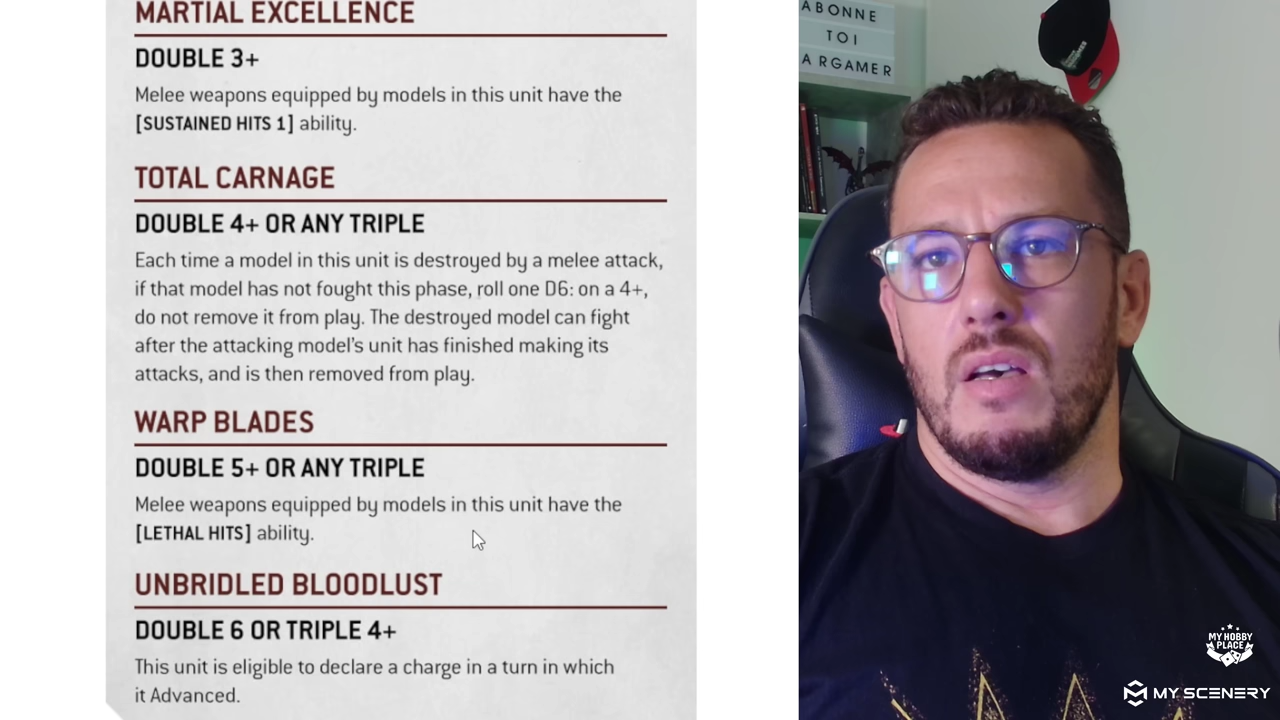 MARTIAL EXCELLENCE
DOUBLE 3+
Melee weapons equipped by models in this unit have the
[SUSTAINED HITS 1] ability.
TOTAL CARNAGE
DOUBLE 4+ OR ANY TRIPLE
Each time a model in this unit is destroyed by a melee attack,
if that model has not fought this phase, roll one D6: on a 4+,
do not remove it from play. The destroyed model can fight
after the attacking model's unit has finished making its
attacks, and is then removed from play.
WARP BLADES
DOUBLE 5+ OR ANY TRIPLE
Melee weapons equipped by models in this unit have the
[LETHAL HITS] ability.
UNBRIDLED BLOODLUST
DOUBLE 6 OR TRIPLE 4+
This unit is eligible to declare a charge in a turn in which
it Advanced.
ABONNE
TOI
ARGAMER
MY HOBBY
PLACE
MY SCENERY